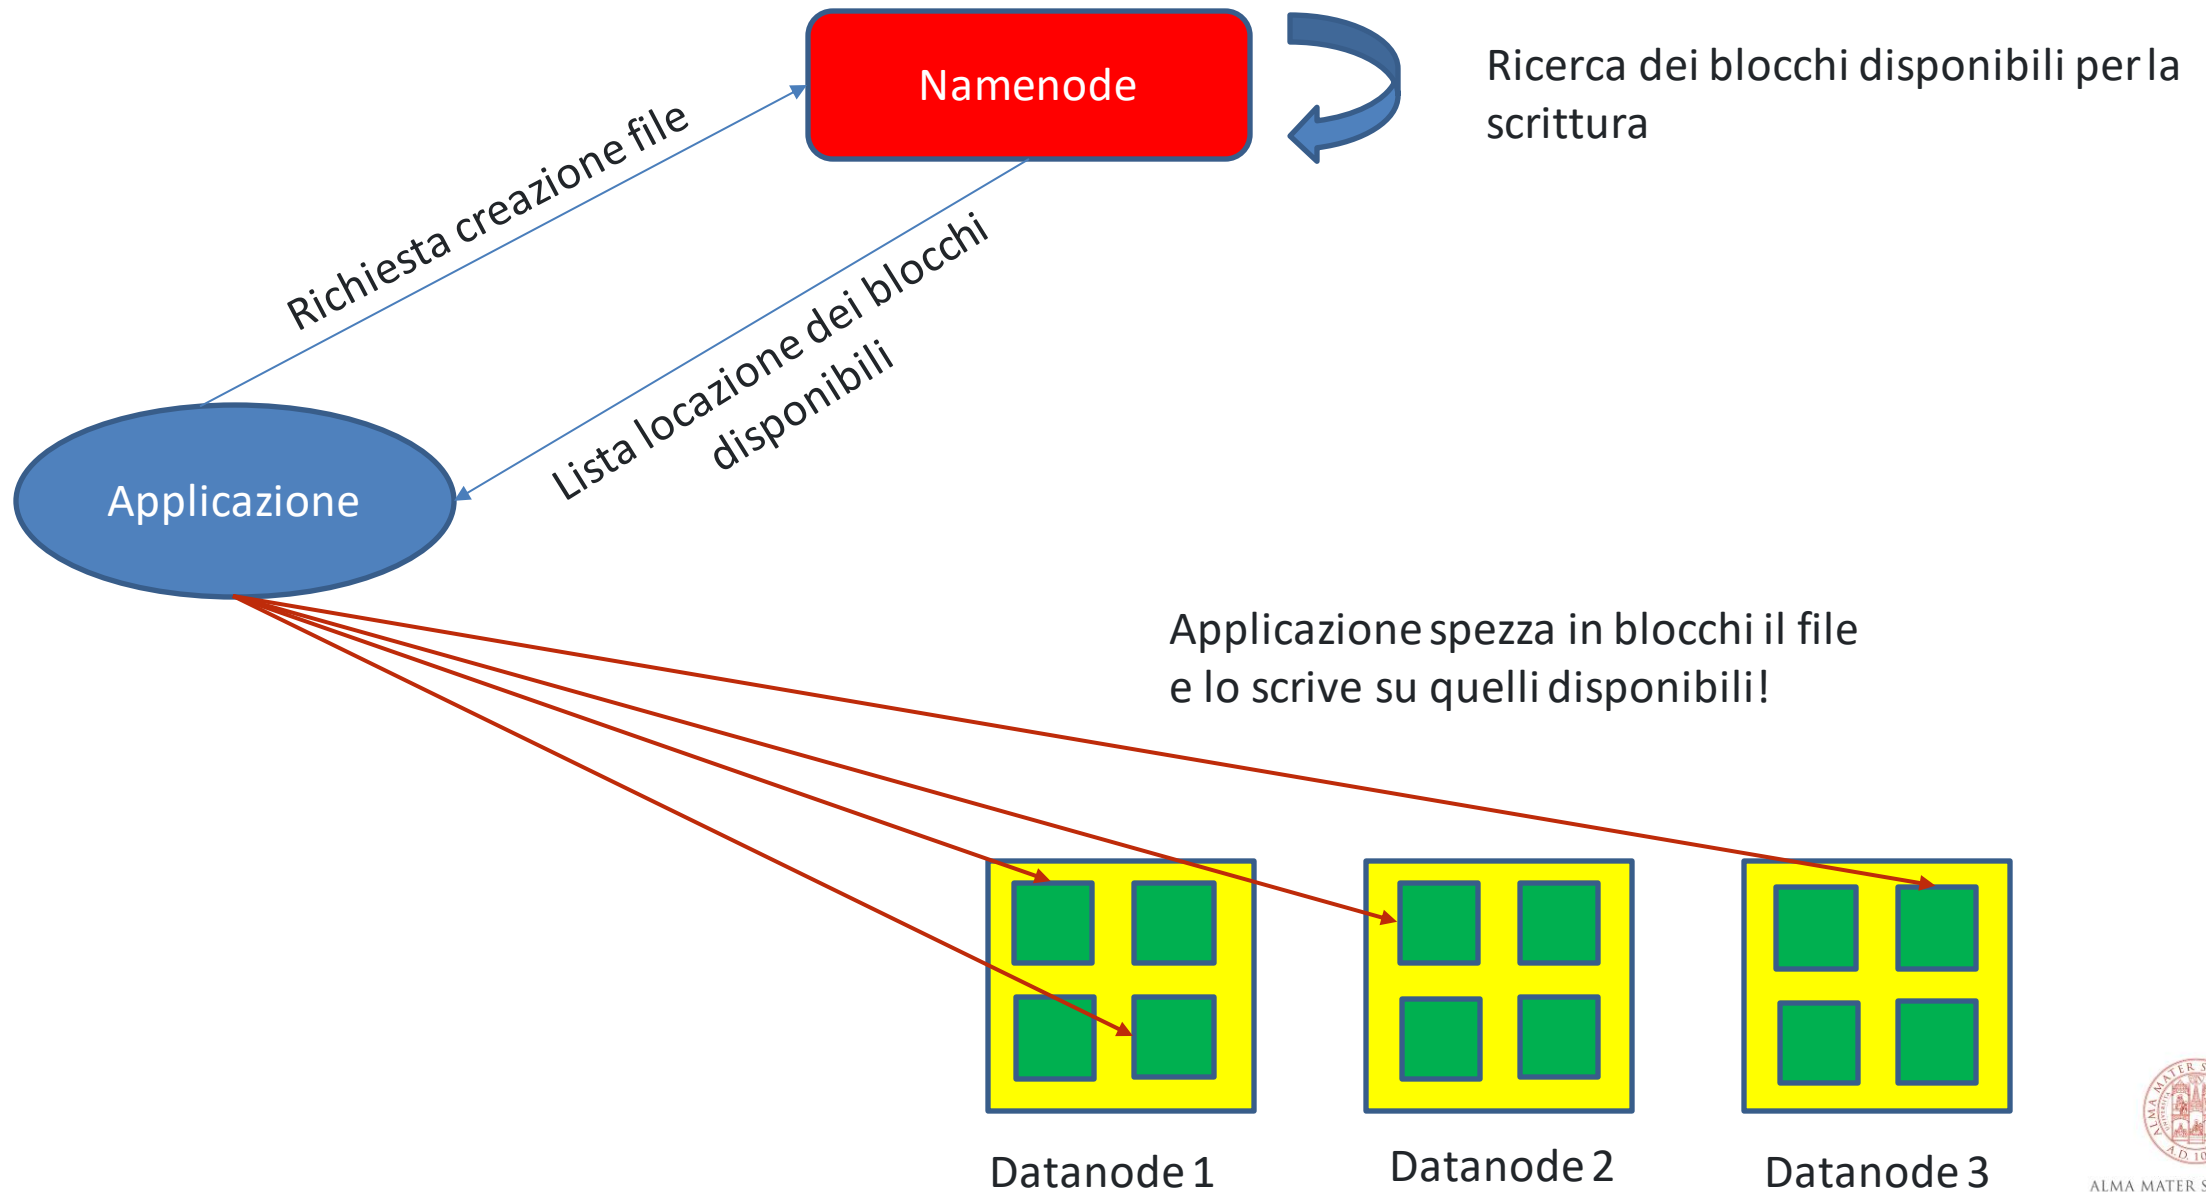 Namenode
Ricerca dei blocchi disponibili per la
scrittura
Richiesta creazione file
Lista locazione dei blocchi
disponibili
Applicazione
Applicazione spezza in blocchi il file
e lo scrive su quelli disponibili!
Datanode 1
Datanode 2
Datanode 3
ALMA MATER S